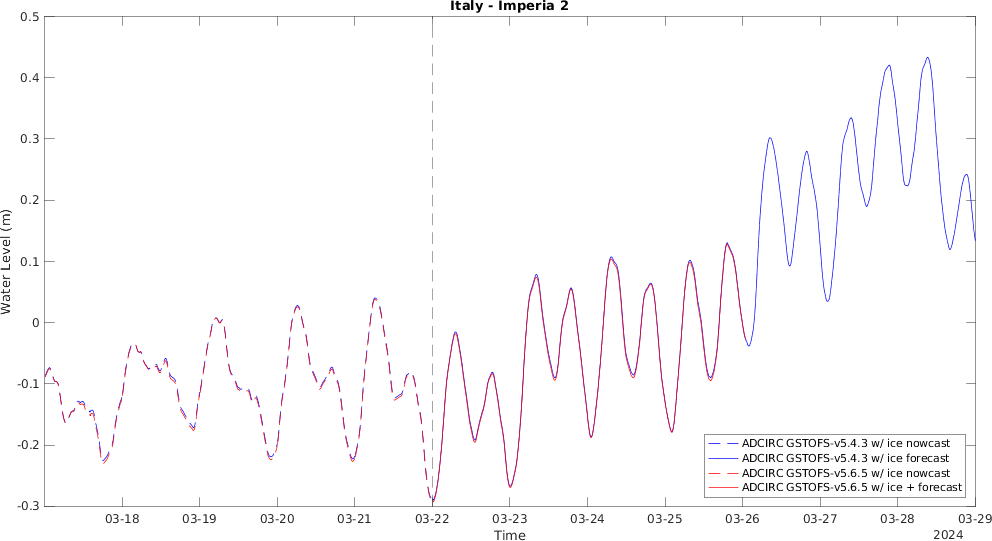 Italy - Imperia 2
0.5
0.4
0.3
0.2
0.1
0
-0.1
-0.2
-0.3
Water Level (m)
ADCIRC GSTOFS-v5.4.3 w/ ice nowcast
ADCIRC GSTOFS-v5.4.3 w/ ice forecast
ADCIRC GSTOFS-v5.6.5 w/ ice nowcast
ADCIRC GSTOFS-v5.6.5 w/ ice + forecast
03-18 03-19 03-20 03-21 03-22 03-23 03-24 03-25 03-26 03-27 03-28 03-29
Time
2024